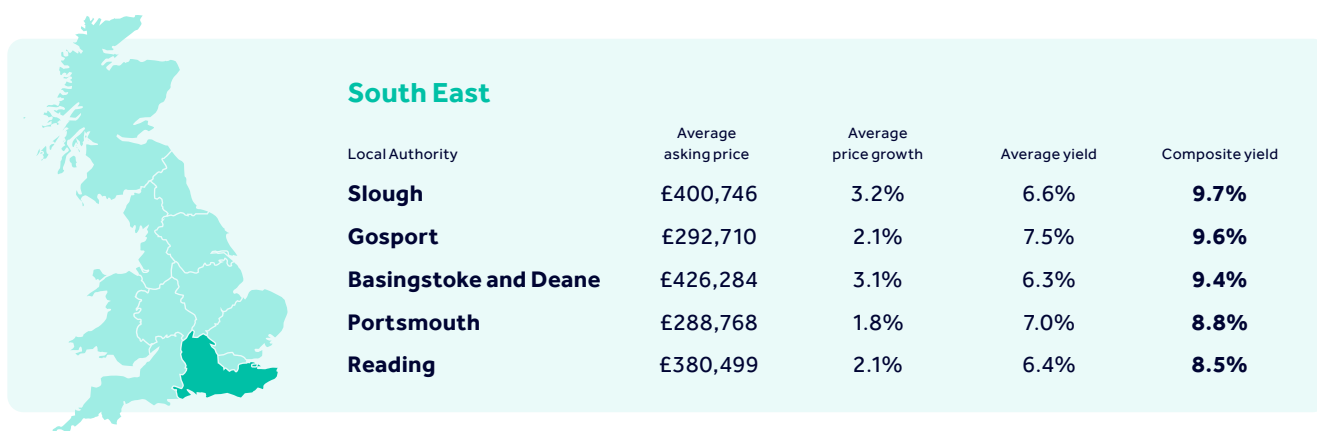 South East
Average Average
Local Authority asking price price growth Average yield Composite yield
Slough £400,746 3.2% 6.6% 9.7%
Gosport £292,710 2.1% 7.5% 9.6%
Basingstoke and Deane £426,284 3.1% 6.3% 9.4%
Portsmouth £288,768 1.8% 7.0% 8.8%
Reading £380,499 2.1% 6.4% 8.5%